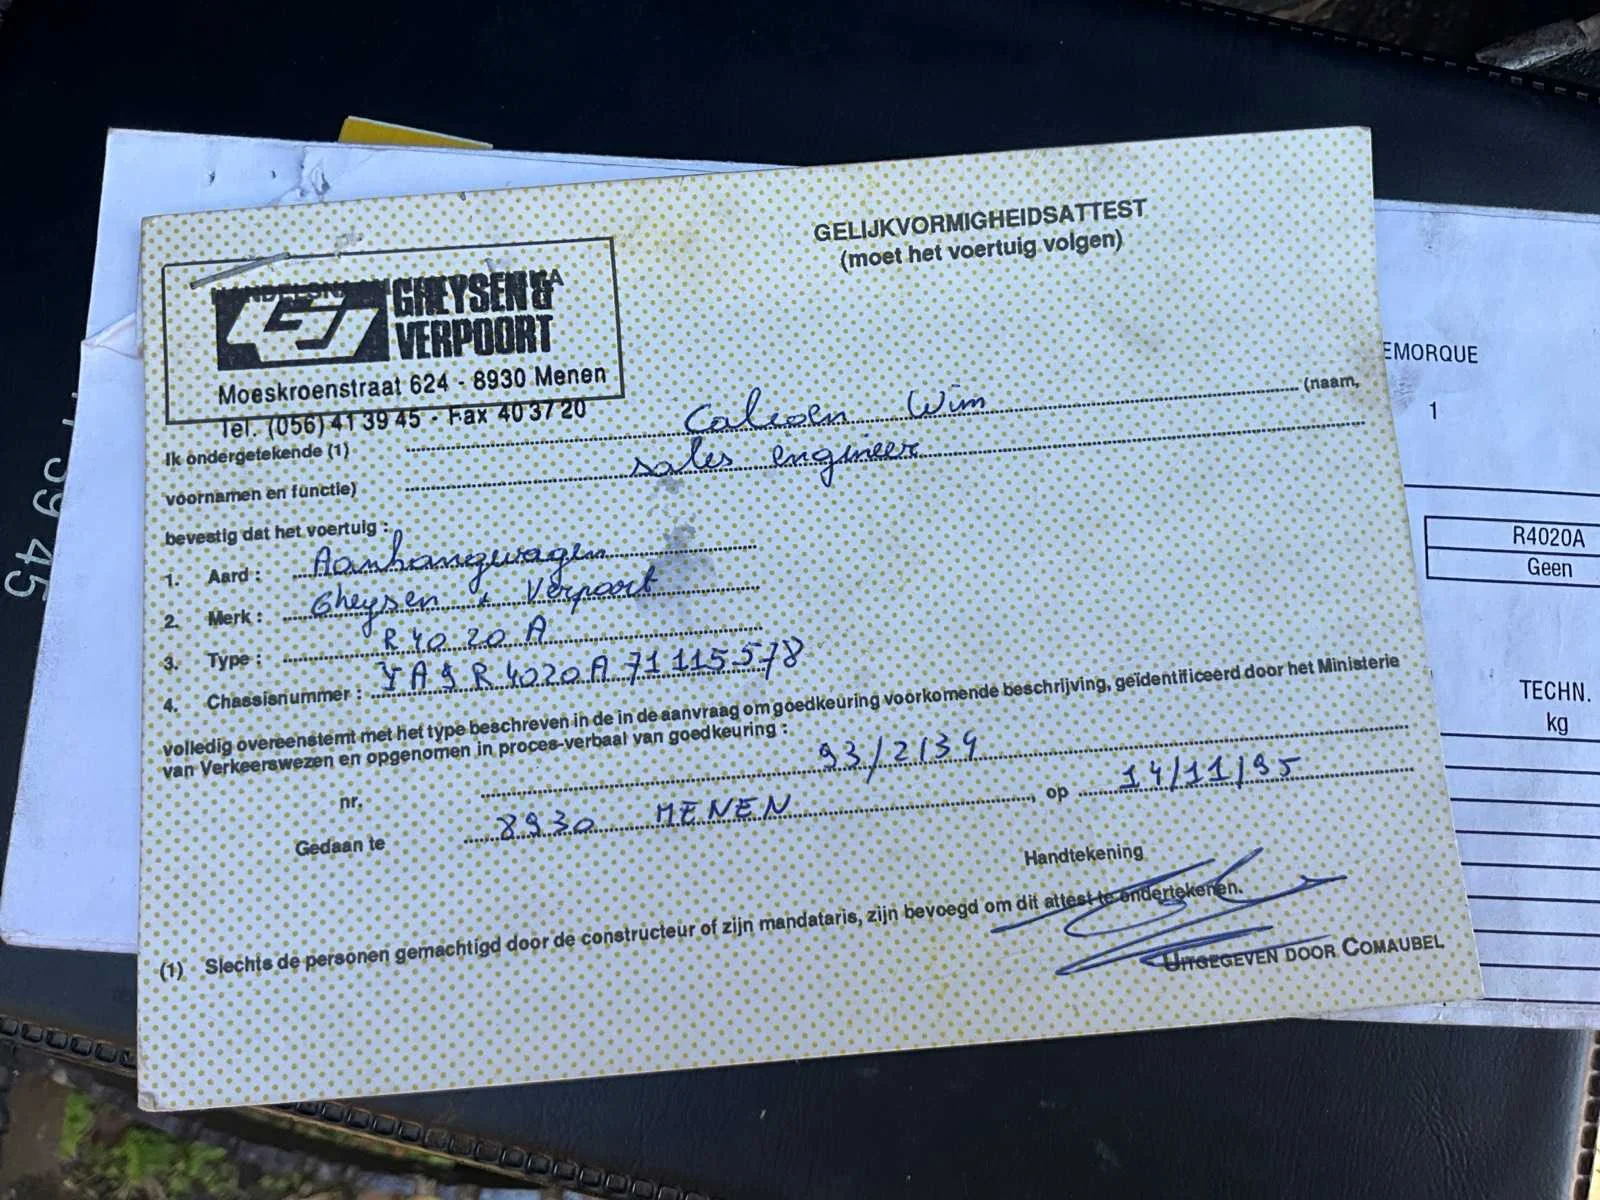 GELIJKVORMIGHEIDSATTEST
(moet het voertuig volgen)
GHEYSEN &
VERPOORT
Moeskroenstraat 624 - 8930 Menen
Tel. (056) 41 39 45 - Fax 40 37 20
Ik ondergetekende (1) Calioen Wim (naam,
voornamen en functie) sales engineer
bevestig dat het voertuig :
1. Aard : Aanhangwagen
2. Merk : Gheysen & Verpoort
3. Type : R 40 20 A
4. Chassisnummer : YA9R4020A71115578
volledig overeenstemt met het type beschreven in de in de aanvraag om goedkeuring voorkomende beschrijving, geïdentificeerd door het Ministerie
van Verkeerswezen en opgenomen in proces-verbaal van goedkeuring :
nr. 93/2/34
Gedaan te 8930 MENEN, op 14/11/95
Handtekening
(1) Slechts de personen gemachtigd door de constructeur of zijn mandataris, zijn bevoegd om dit attest te ondertekenen.
UITGEGEVEN DOOR COMAUBEL
EMORQUE
1
R4020A
Geen
TECHN.
kg
59 45